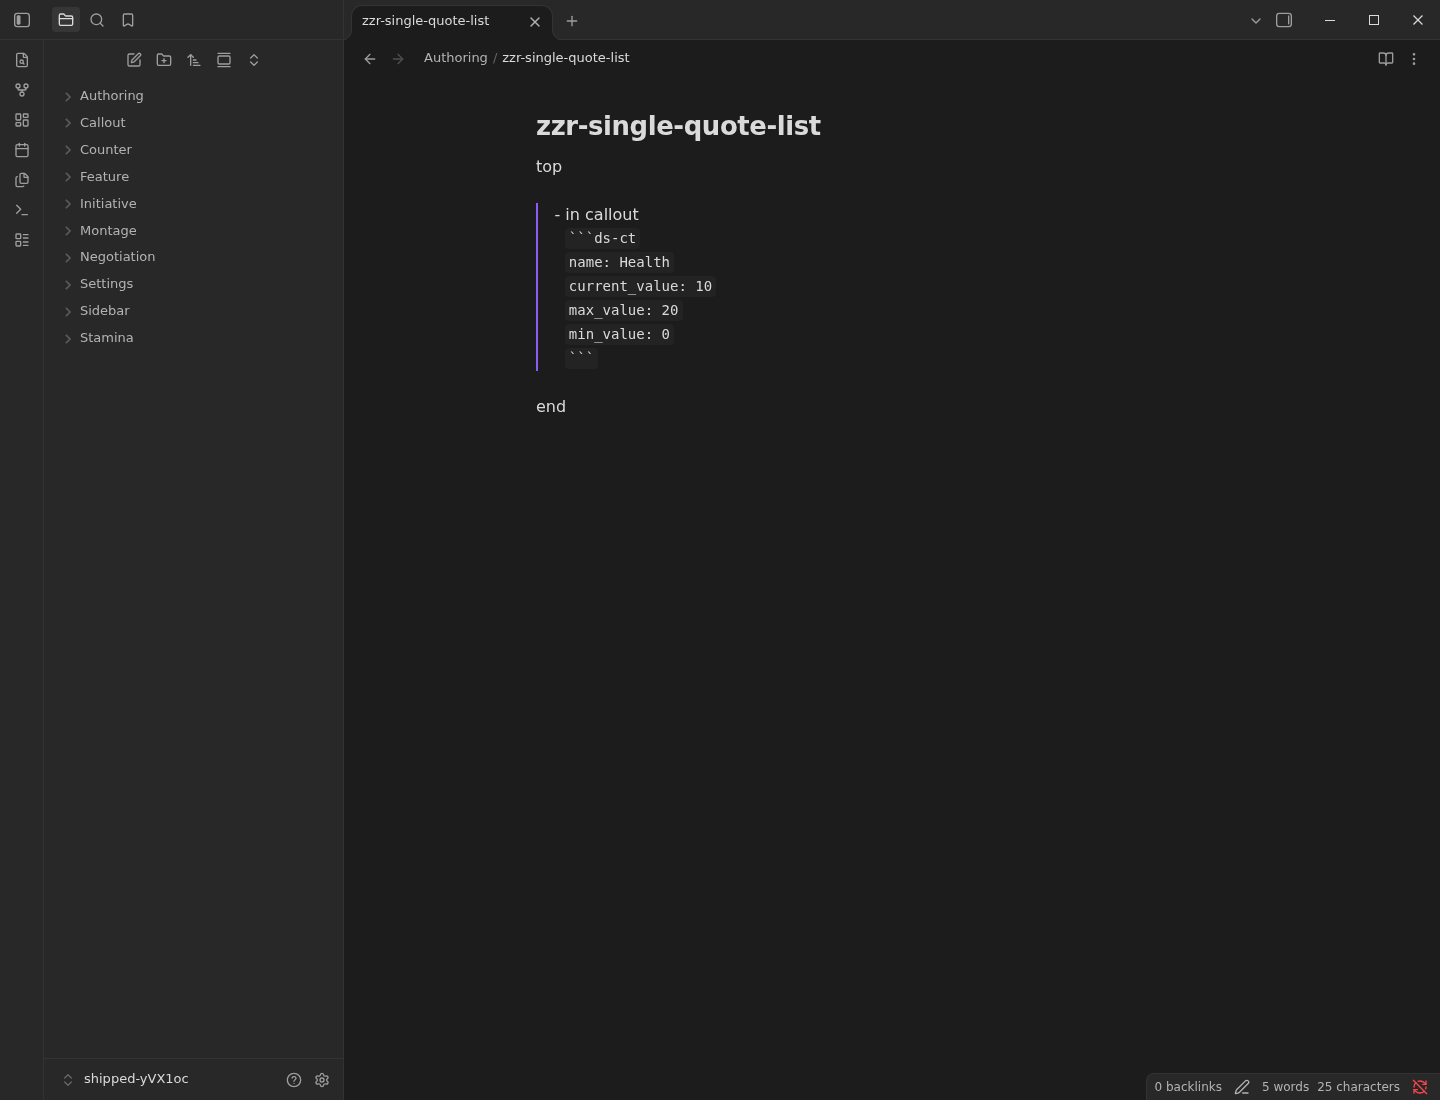 zzr-single-quote-list
Authoring / zzr-single-quote-list
Authoring
Callout
Counter
Feature
Initiative
Montage
Negotiation
Settings
Sidebar
Stamina
zzr-single-quote-list
top
- in callout
```ds-ct
name: Health
current_value: 10
max_value: 20
min_value: 0
```
end
shipped-yVX1oc
0 backlinks 5 words 25 characters